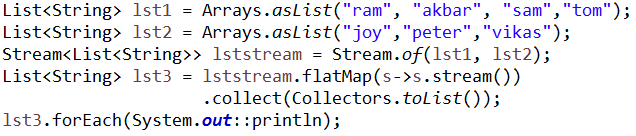 List<String> lst1 = Arrays.asList("ram", "akbar", "sam","tom");
List<String> lst2 = Arrays.asList("joy","peter","vikas");
Stream<List<String>> lststream = Stream.of(lst1, lst2);
List<String> lst3 = lststream.flatMap(s->s.stream())
.collect(Collectors.toList());
lst3.forEach(System.out::println);